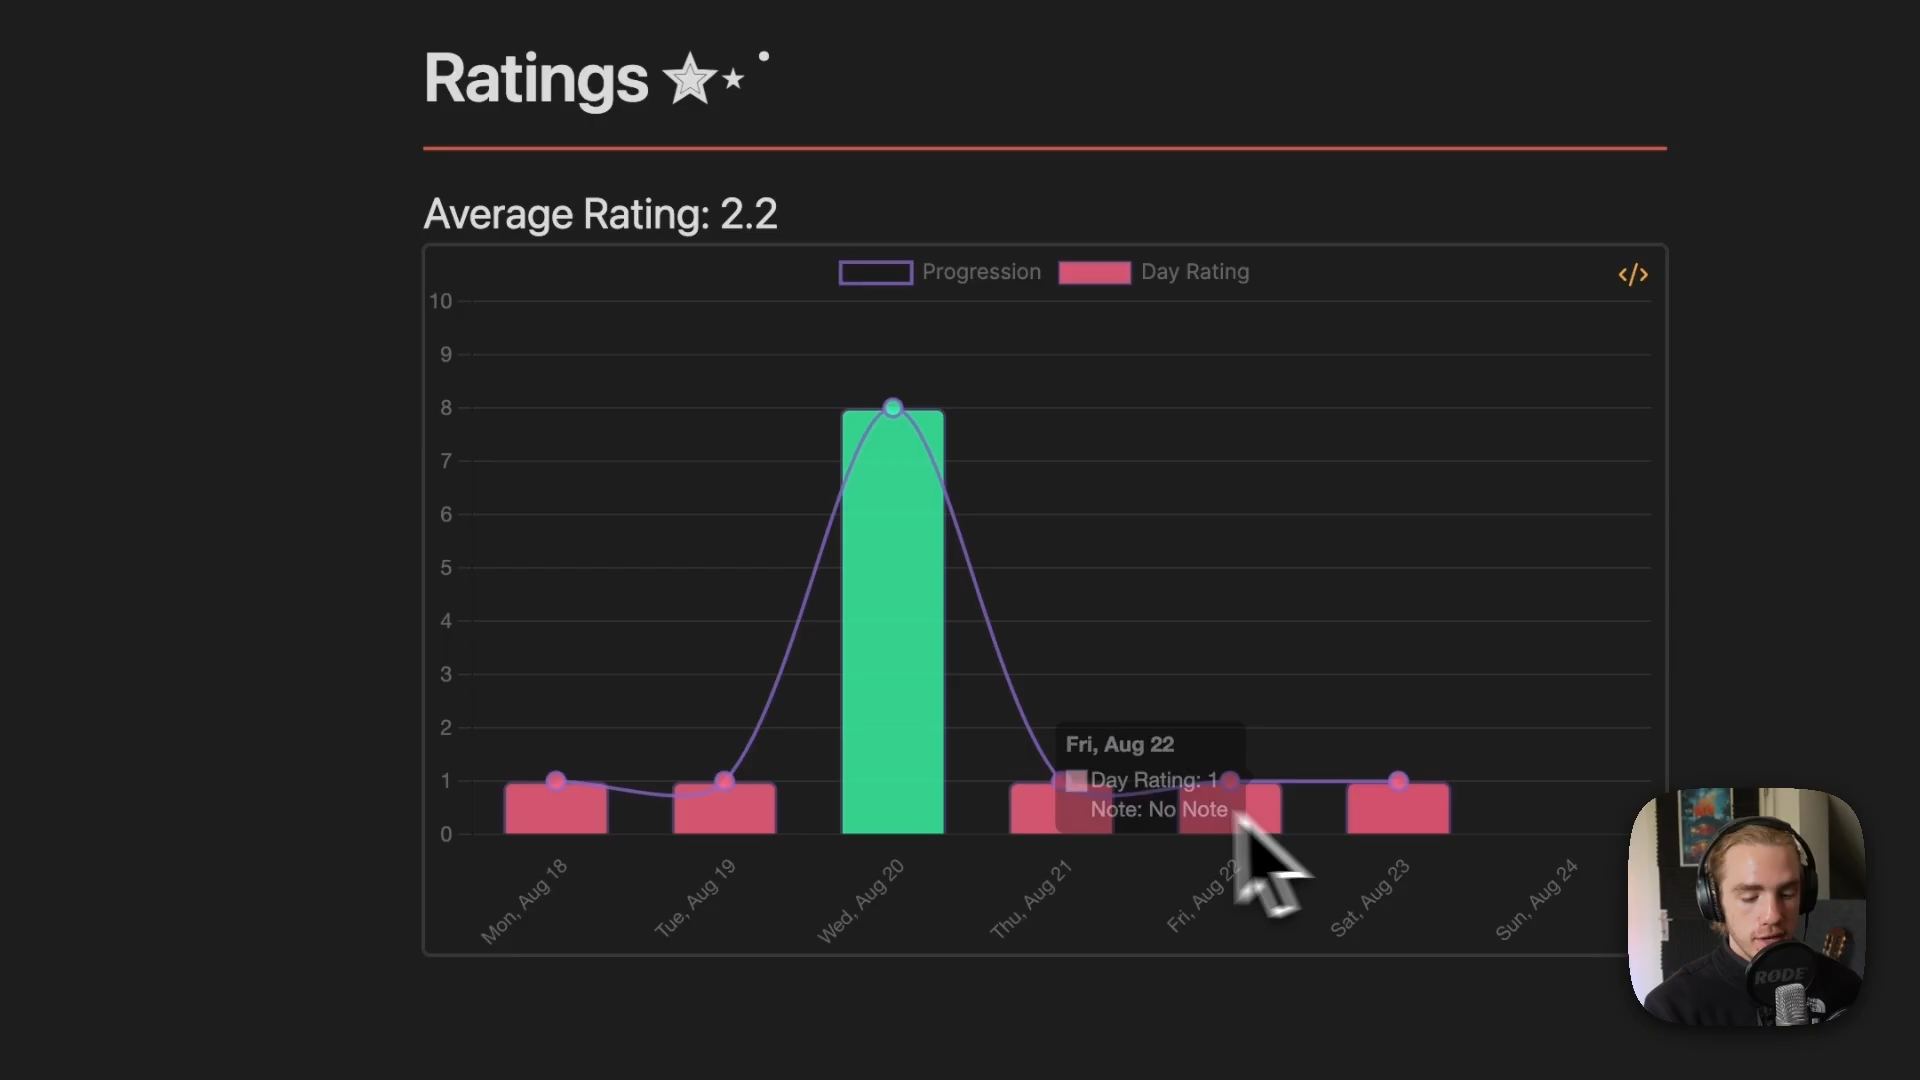 Ratings
Average Rating: 2.2
Progression
Day Rating
</>
10
9
8
7
6
5
4
3
2
1
0
Fri, Aug 22
Day Rating: 1
Note: No Note
Mon, Aug 18
Tue, Aug 19
Wed, Aug 20
Thu, Aug 21
Fri, Aug 22
Sat, Aug 23
Sun, Aug 24
RØDE